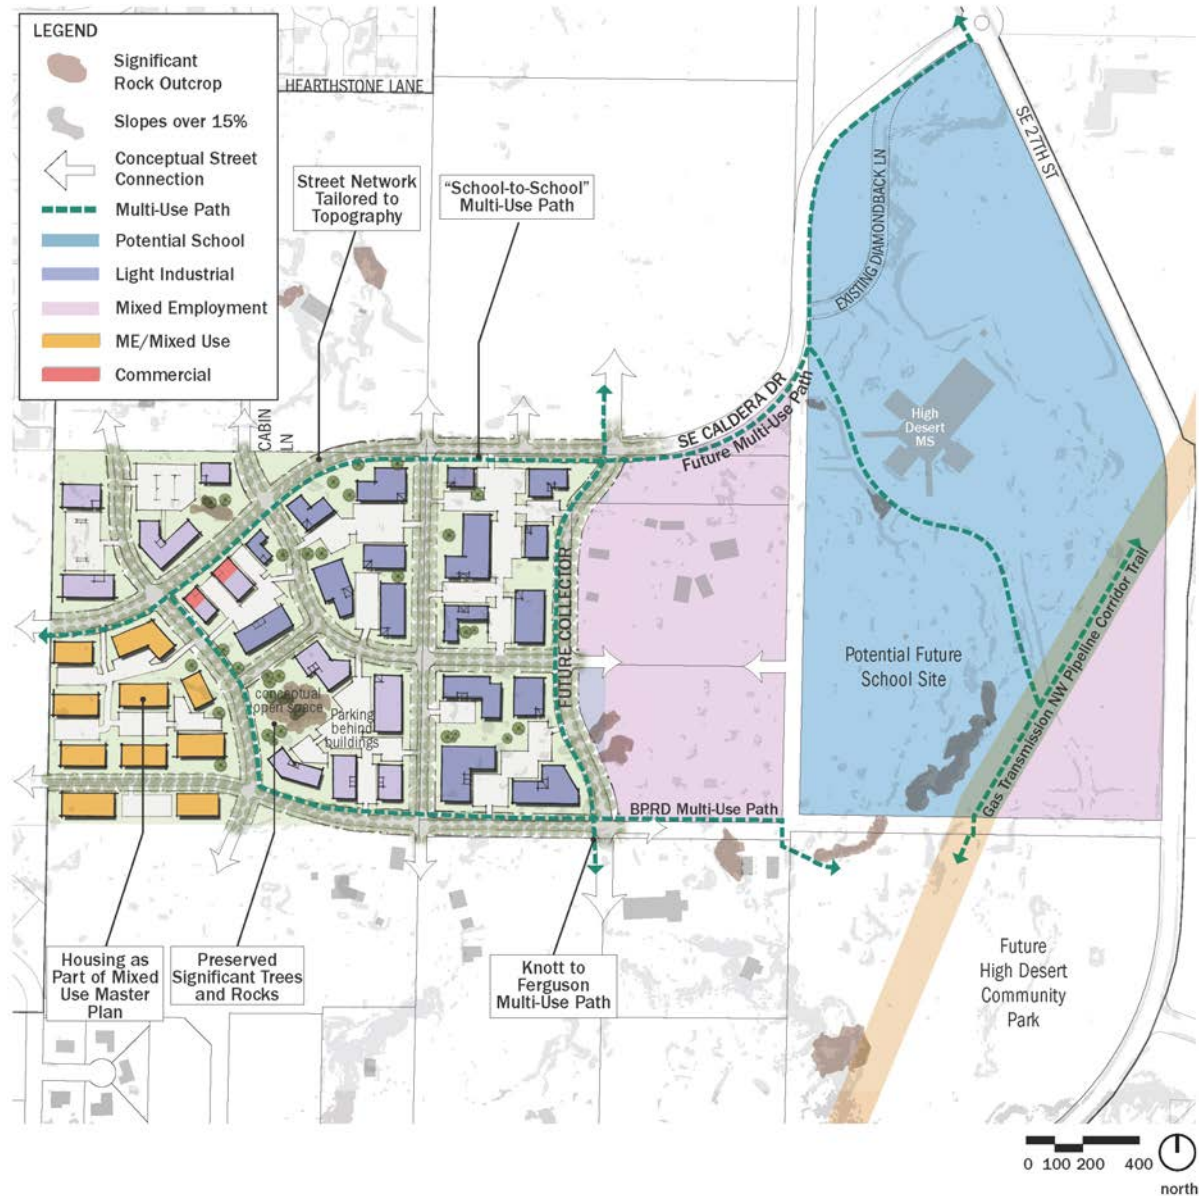 LEGEND
Significant
Rock Outcrop
Slopes over 15%
Conceptual Street
Connection
Multi-Use Path
Potential School
Light Industrial
Mixed Employment
ME/Mixed Use
Commercial
HEARTHSTONE LANE
Street Network
Tailored to
Topography
"School-to-School"
Multi-Use Path
SE 27TH ST
EXISTING DIAMONDBACK LN
CABIN
LN
SE CALDERA DR
Future Multi-Use Path
High
Desert
MS
FUTURE COLLECTOR
Gas Transmission NW Pipeline Corridor Trail
Potential Future
School Site
conceptual
open space
Parking
behind
buildings
BPRD Multi-Use Path
Housing as
Part of Mixed
Use Master
Plan
Preserved
Significant Trees
and Rocks
Knott to
Ferguson
Multi-Use Path
Future
High Desert
Community
Park
0 100 200 400
north